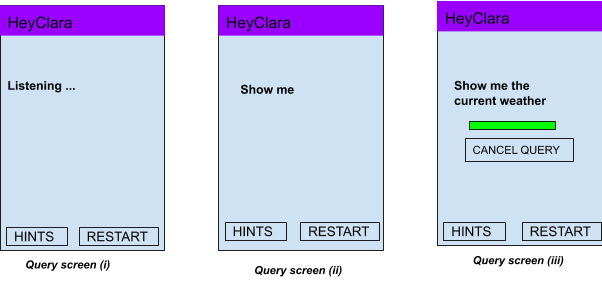 HeyClara
Listening ...
HINTS
RESTART
Query screen (i)
HeyClara
Show me
HINTS
RESTART
Query screen (ii)
HeyClara
Show me the
current weather
CANCEL QUERY
HINTS
RESTART
Query screen (iii)